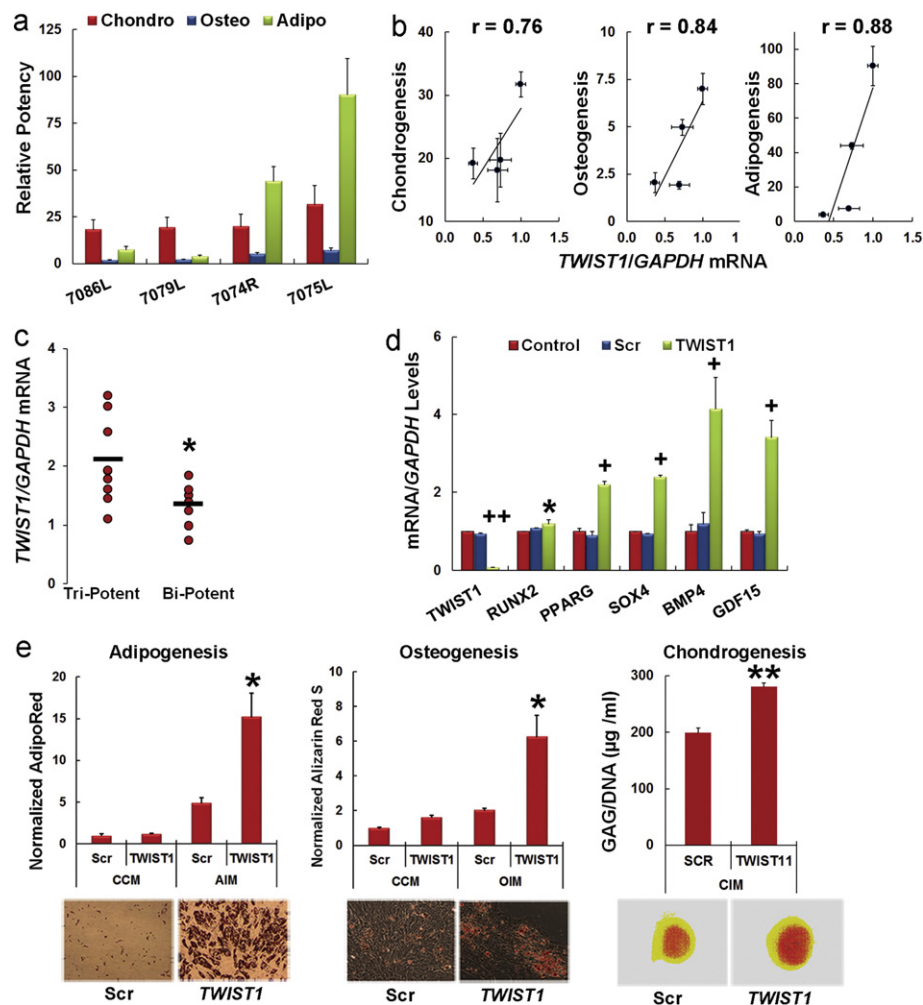 a
Chondro Osteo Adipo
Relative Potency
125
100
75
50
25
0
7086L 7079L 7074R 7075L
b
r = 0.76 r = 0.84 r = 0.88
Chondrogenesis
40
30
20
10
0.0 0.5 1.0 1.5
Osteogenesis
10
7.5
5
2.5
0
0.0 0.5 1
Adipogenesis
100
80
60
40
20
0
0.0 0.5 1.0 1.5
TWIST1/GAPDH mRNA
c
TWIST1/GAPDH mRNA
4
3
2
1
0
*
Tri-Potent Bi-Potent
d
Control Scr TWIST1
mRNA/GAPDH Levels
6
4
2
0
++ * + + + +
TWIST1 RUNX2 PPARG SOX4 BMP4 GDF15
e
Adipogenesis
Normalized AdipoRed
20
15
10
5
0
*
Scr TWIST1 Scr TWIST1
CCM AIM
Scr TWIST1
Osteogenesis
Normalized Alizarin Red S
10
8
6
4
2
0
*
Scr TWIST1 Scr TWIST1
CCM OIM
Scr TWIST1
Chondrogenesis
GAG/DNA (µg /ml)
300
200
100
0
**
SCR TWIST11
CIM
Scr TWIST1